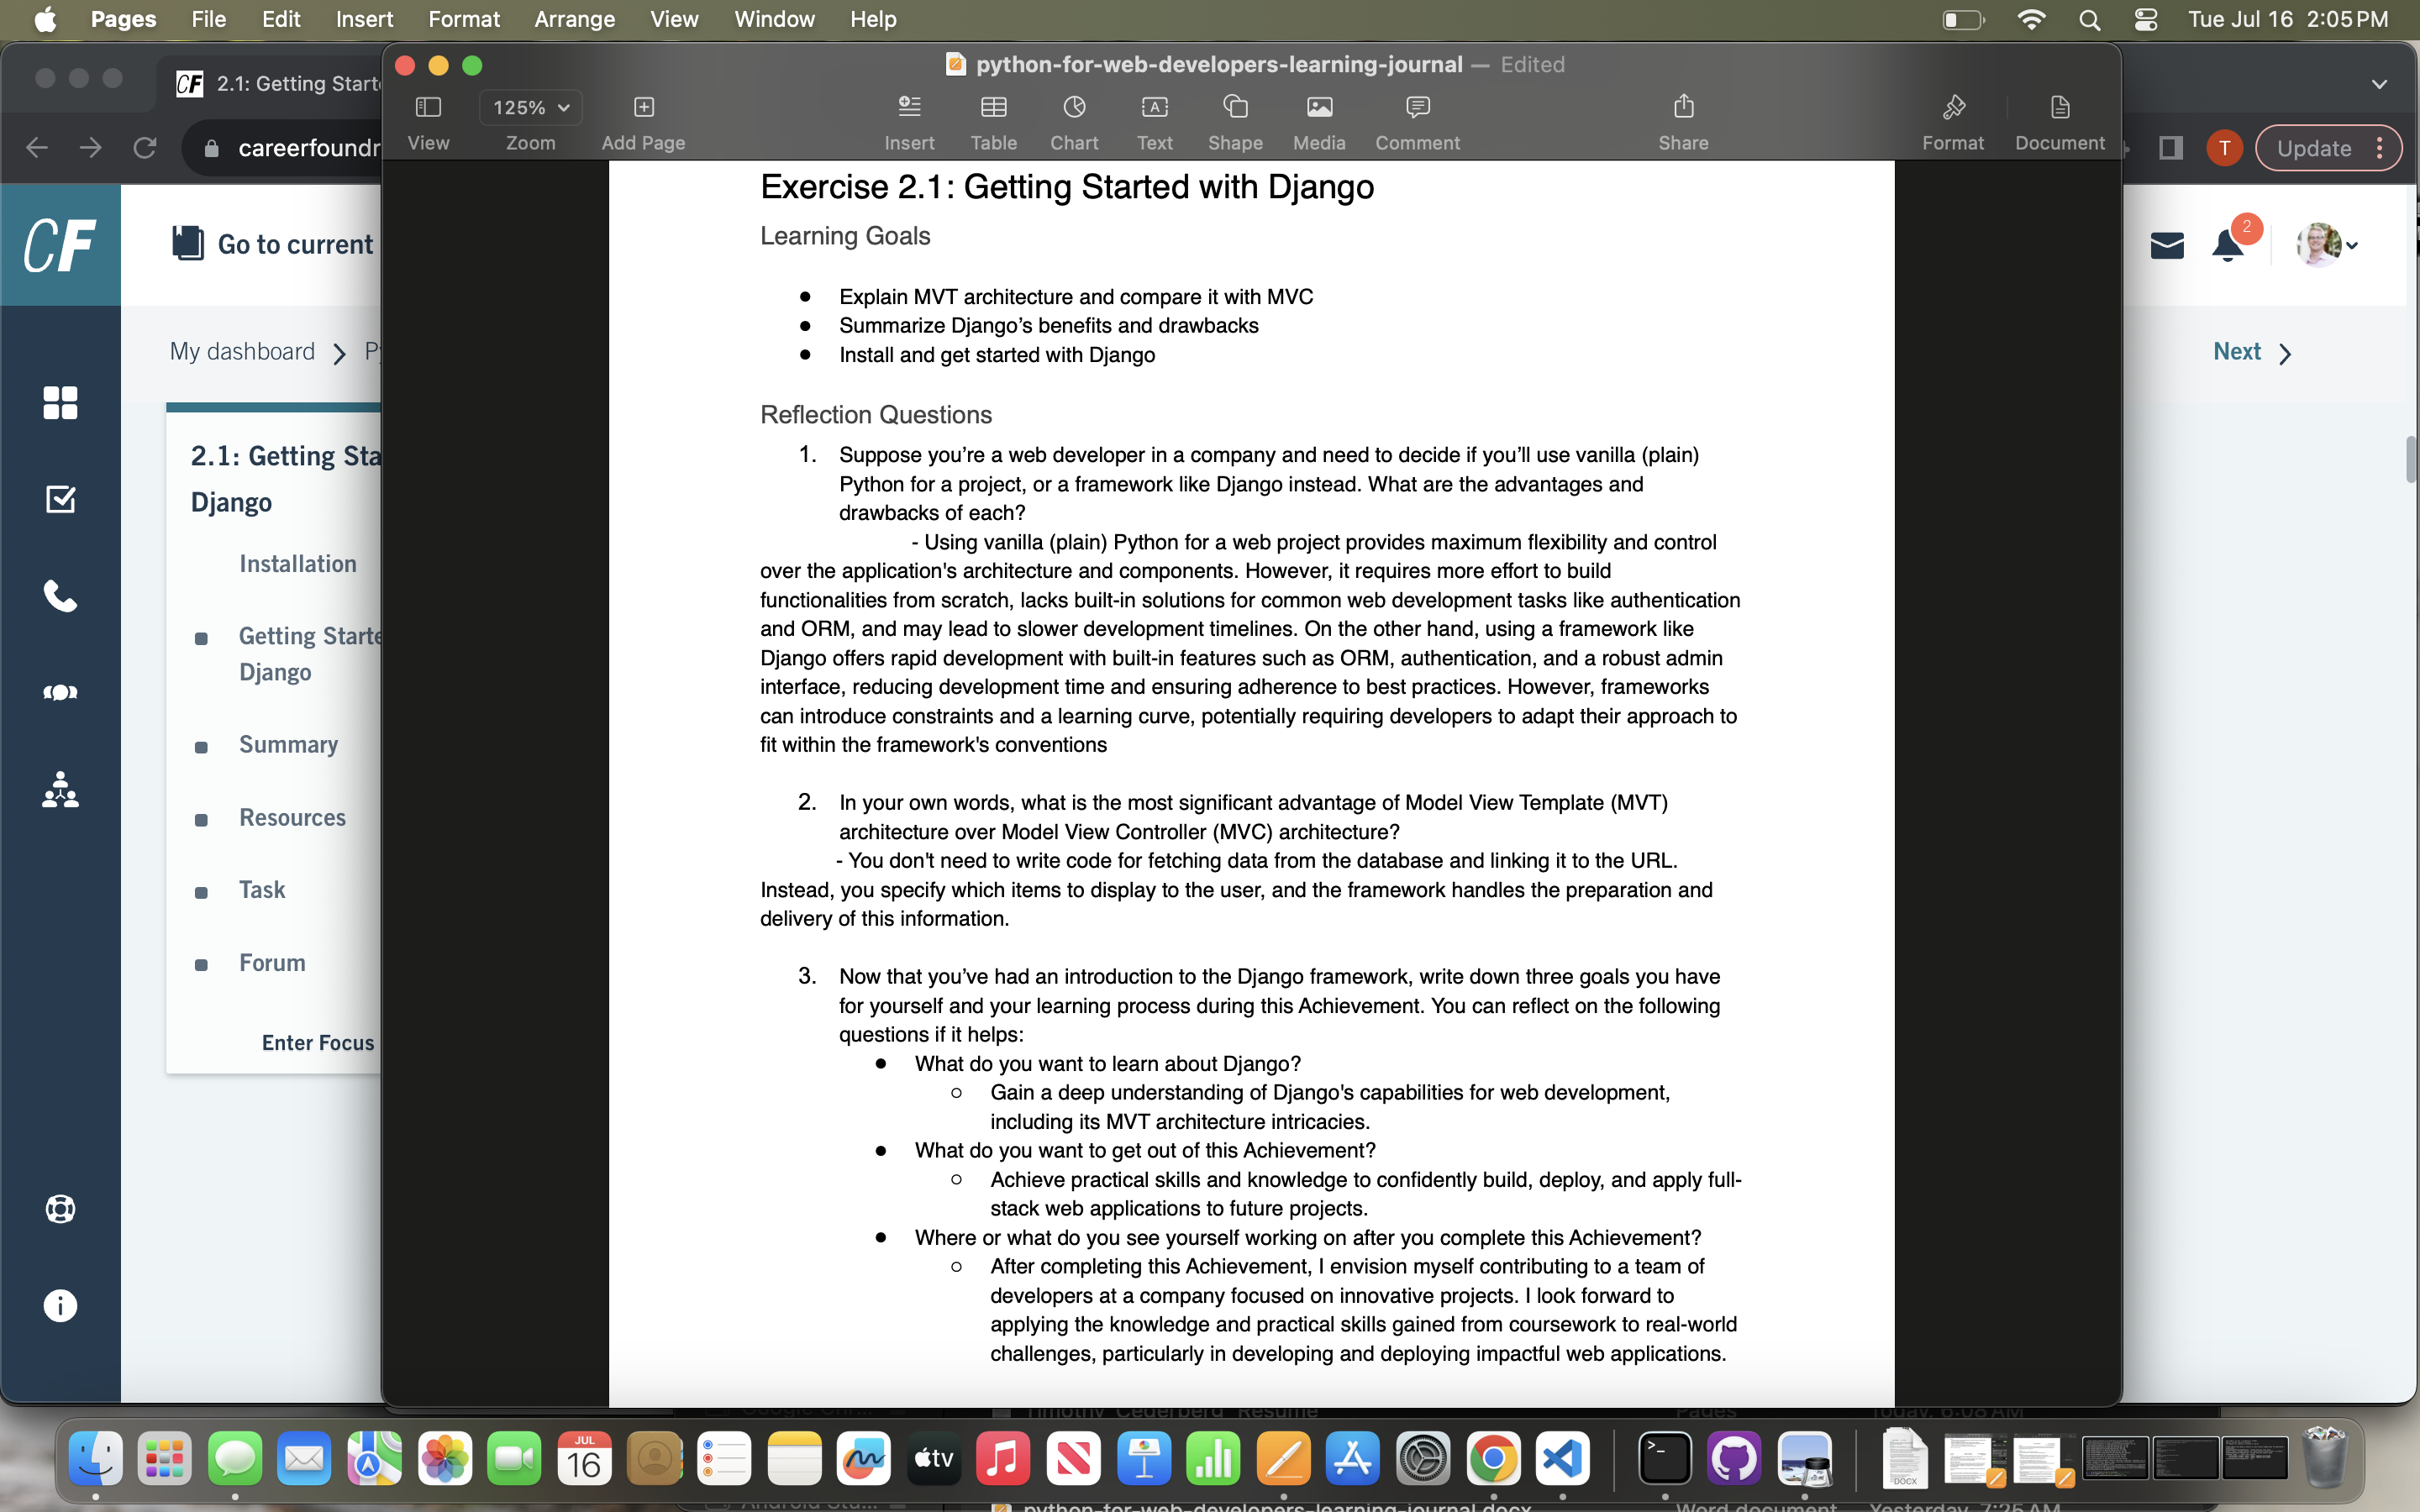 Pages File Edit Insert Format Arrange View Window Help Tue Jul 16 2:05 PM
CF 2.1: Getting Starte
careerfoundr
python-for-web-developers-learning-journal — Edited
125%
View Zoom Add Page Insert Table Chart Text Shape Media Comment Share Format Document
T Update
CF Go to current
2
My dashboard
Next
2.1: Getting Sta
Django
Installation
Getting Starte
Django
Summary
Resources
Task
Forum
Enter Focus
Exercise 2.1: Getting Started with Django
Learning Goals
● Explain MVT architecture and compare it with MVC
● Summarize Django’s benefits and drawbacks
● Install and get started with Django
Reflection Questions
1. Suppose you’re a web developer in a company and need to decide if you’ll use vanilla (plain)
Python for a project, or a framework like Django instead. What are the advantages and
drawbacks of each?
- Using vanilla (plain) Python for a web project provides maximum flexibility and control
over the application's architecture and components. However, it requires more effort to build
functionalities from scratch, lacks built-in solutions for common web development tasks like authentication
and ORM, and may lead to slower development timelines. On the other hand, using a framework like
Django offers rapid development with built-in features such as ORM, authentication, and a robust admin
interface, reducing development time and ensuring adherence to best practices. However, frameworks
can introduce constraints and a learning curve, potentially requiring developers to adapt their approach to
fit within the framework's conventions
2. In your own words, what is the most significant advantage of Model View Template (MVT)
architecture over Model View Controller (MVC) architecture?
- You don't need to write code for fetching data from the database and linking it to the URL.
Instead, you specify which items to display to the user, and the framework handles the preparation and
delivery of this information.
3. Now that you’ve had an introduction to the Django framework, write down three goals you have
for yourself and your learning process during this Achievement. You can reflect on the following
questions if it helps:
● What do you want to learn about Django?
○ Gain a deep understanding of Django's capabilities for web development,
including its MVT architecture intricacies.
● What do you want to get out of this Achievement?
○ Achieve practical skills and knowledge to confidently build, deploy, and apply full-
stack web applications to future projects.
● Where or what do you see yourself working on after you complete this Achievement?
○ After completing this Achievement, I envision myself contributing to a team of
developers at a company focused on innovative projects. I look forward to
applying the knowledge and practical skills gained from coursework to real-world
challenges, particularly in developing and deploying impactful web applications.
Timothy Cederberg Resume Pages Today, 6:08 AM
JUL
16
tv
DOCX
python-for-web-developers-learning-journal.docx Word document Yesterday, 7:25 AM